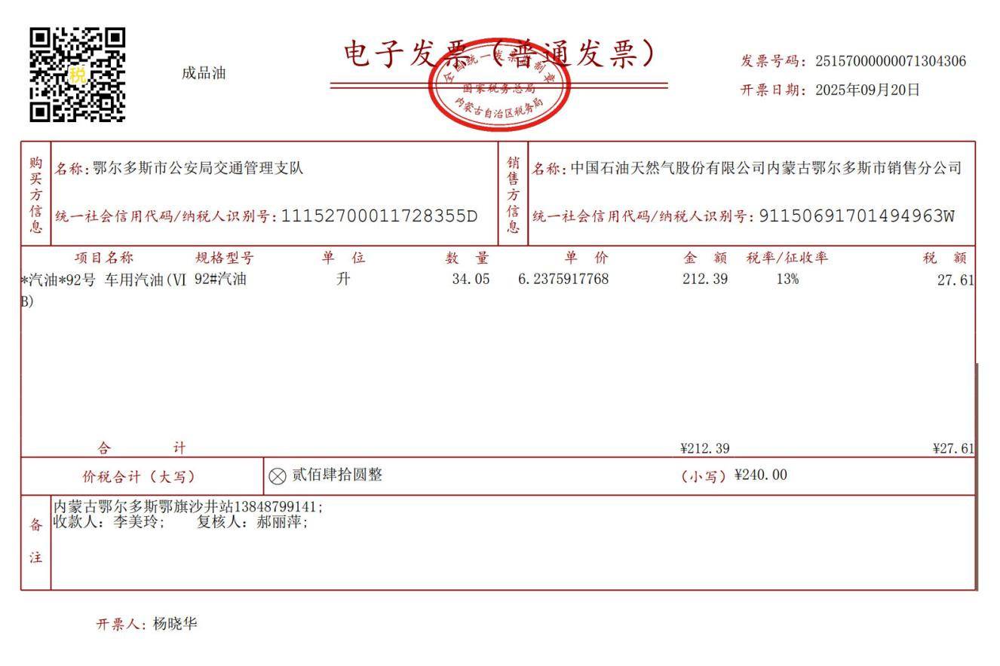 税
成品油
电子发票（普通发票）
全国统一发票监制章
国家税务总局
内蒙古自治区税务局
发票号码：25157000000071304306
开票日期：2025年09月20日
购买方信息
名称：鄂尔多斯市公安局交通管理支队
统一社会信用代码/纳税人识别号：11152700011728355D
销售方信息
名称：中国石油天然气股份有限公司内蒙古鄂尔多斯市销售分公司
统一社会信用代码/纳税人识别号：91150691701494963W
项目名称 规格型号 单 位 数 量 单 价 金 额 税率/征收率 税 额
*汽油*92号 车用汽油(VI 92#汽油 升 34.05 6.2375917768 212.39 13% 27.61
B)
合 计 ¥212.39 ¥27.61
价税合计（大写） 贰佰肆拾圆整 （小写）¥240.00
备注
内蒙古鄂尔多斯鄂旗沙井站13848799141;
收款人：李美玲; 复核人：郝丽萍;
开票人：杨晓华